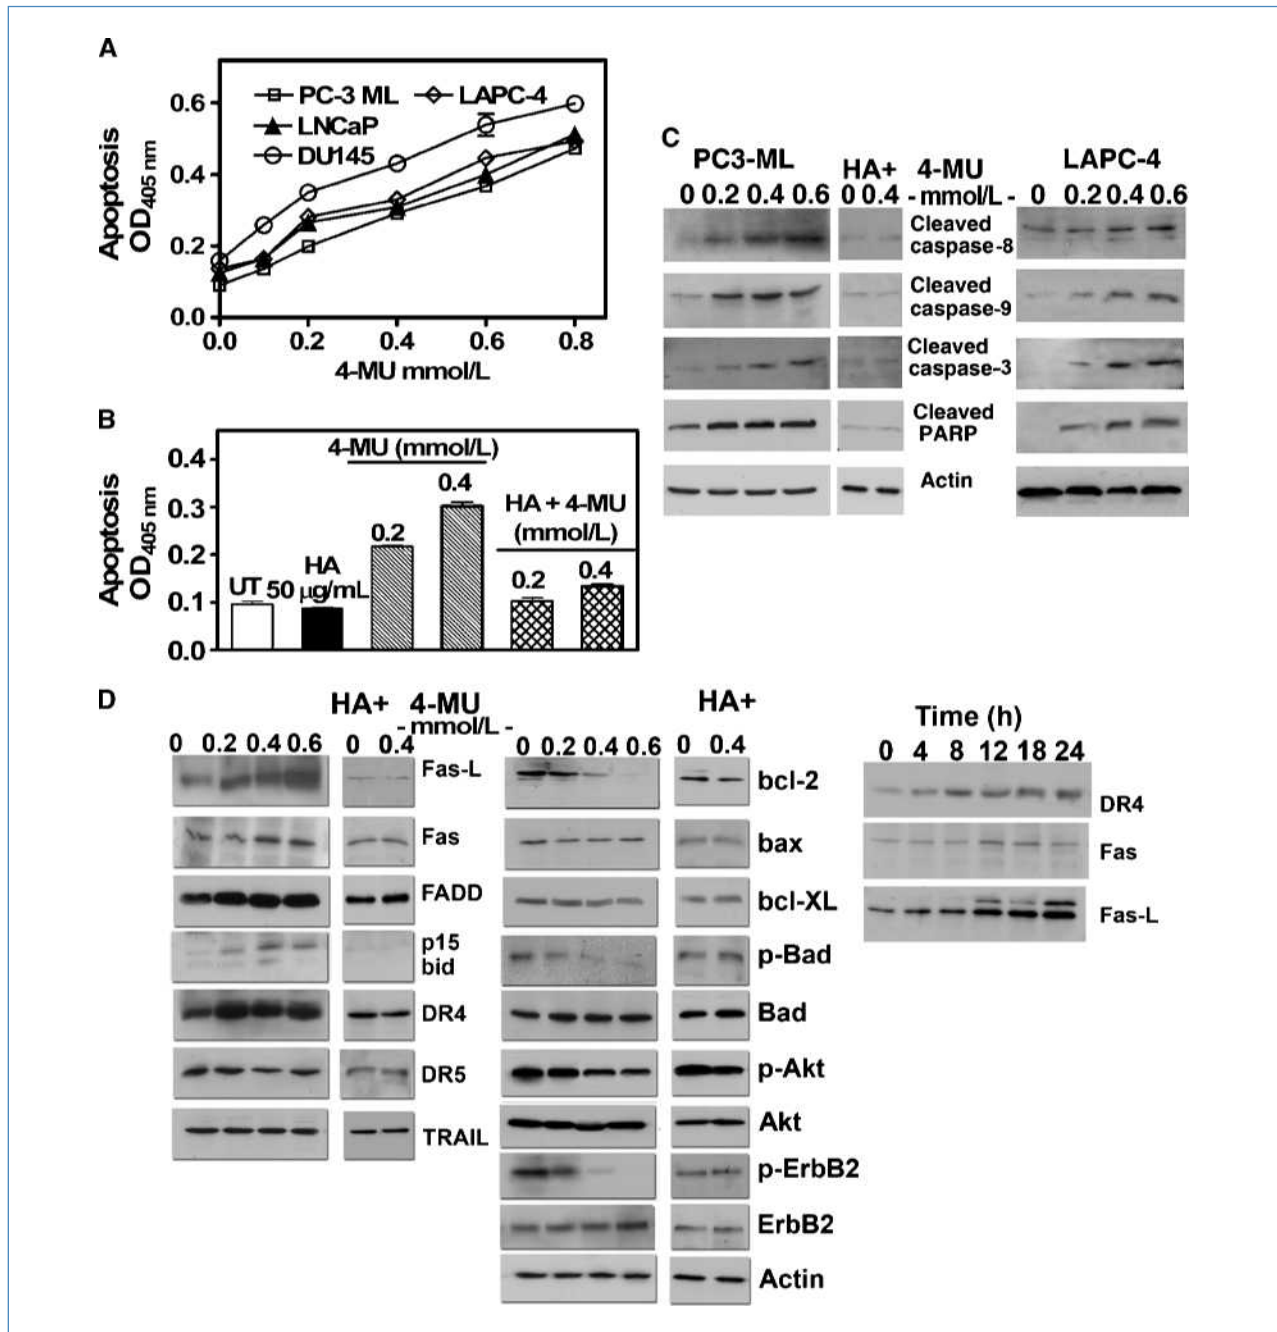 A
PC-3 ML
LAPC-4
LNCaP
DU145
Apoptosis
OD405 nm
0.6
0.4
0.2
0.0
0.0 0.2 0.4 0.6 0.8
4-MU mmol/L
B
Apoptosis
OD405 nm
0.4
0.3
0.2
0.1
0.0
4-MU (mmol/L)
0.4
0.2
HA + 4-MU
(mmol/L)
0.2 0.4
UT
HA
50 µg/mL
C
PC3-ML HA+ 4-MU LAPC-4
0 0.2 0.4 0.6 0 0.4 - mmol/L - 0 0.2 0.4 0.6
Cleaved
caspase-8
Cleaved
caspase-9
Cleaved
caspase-3
Cleaved
PARP
Actin
D
HA+ 4-MU
- mmol/L -
0 0.2 0.4 0.6 0 0.4
Fas-L
Fas
FADD
p15
bid
DR4
DR5
TRAIL
HA+
0 0.2 0.4 0.6 0 0.4
bcl-2
bax
bcl-XL
p-Bad
Bad
p-Akt
Akt
p-ErbB2
ErbB2
Actin
Time (h)
0 4 8 12 18 24
DR4
Fas
Fas-L